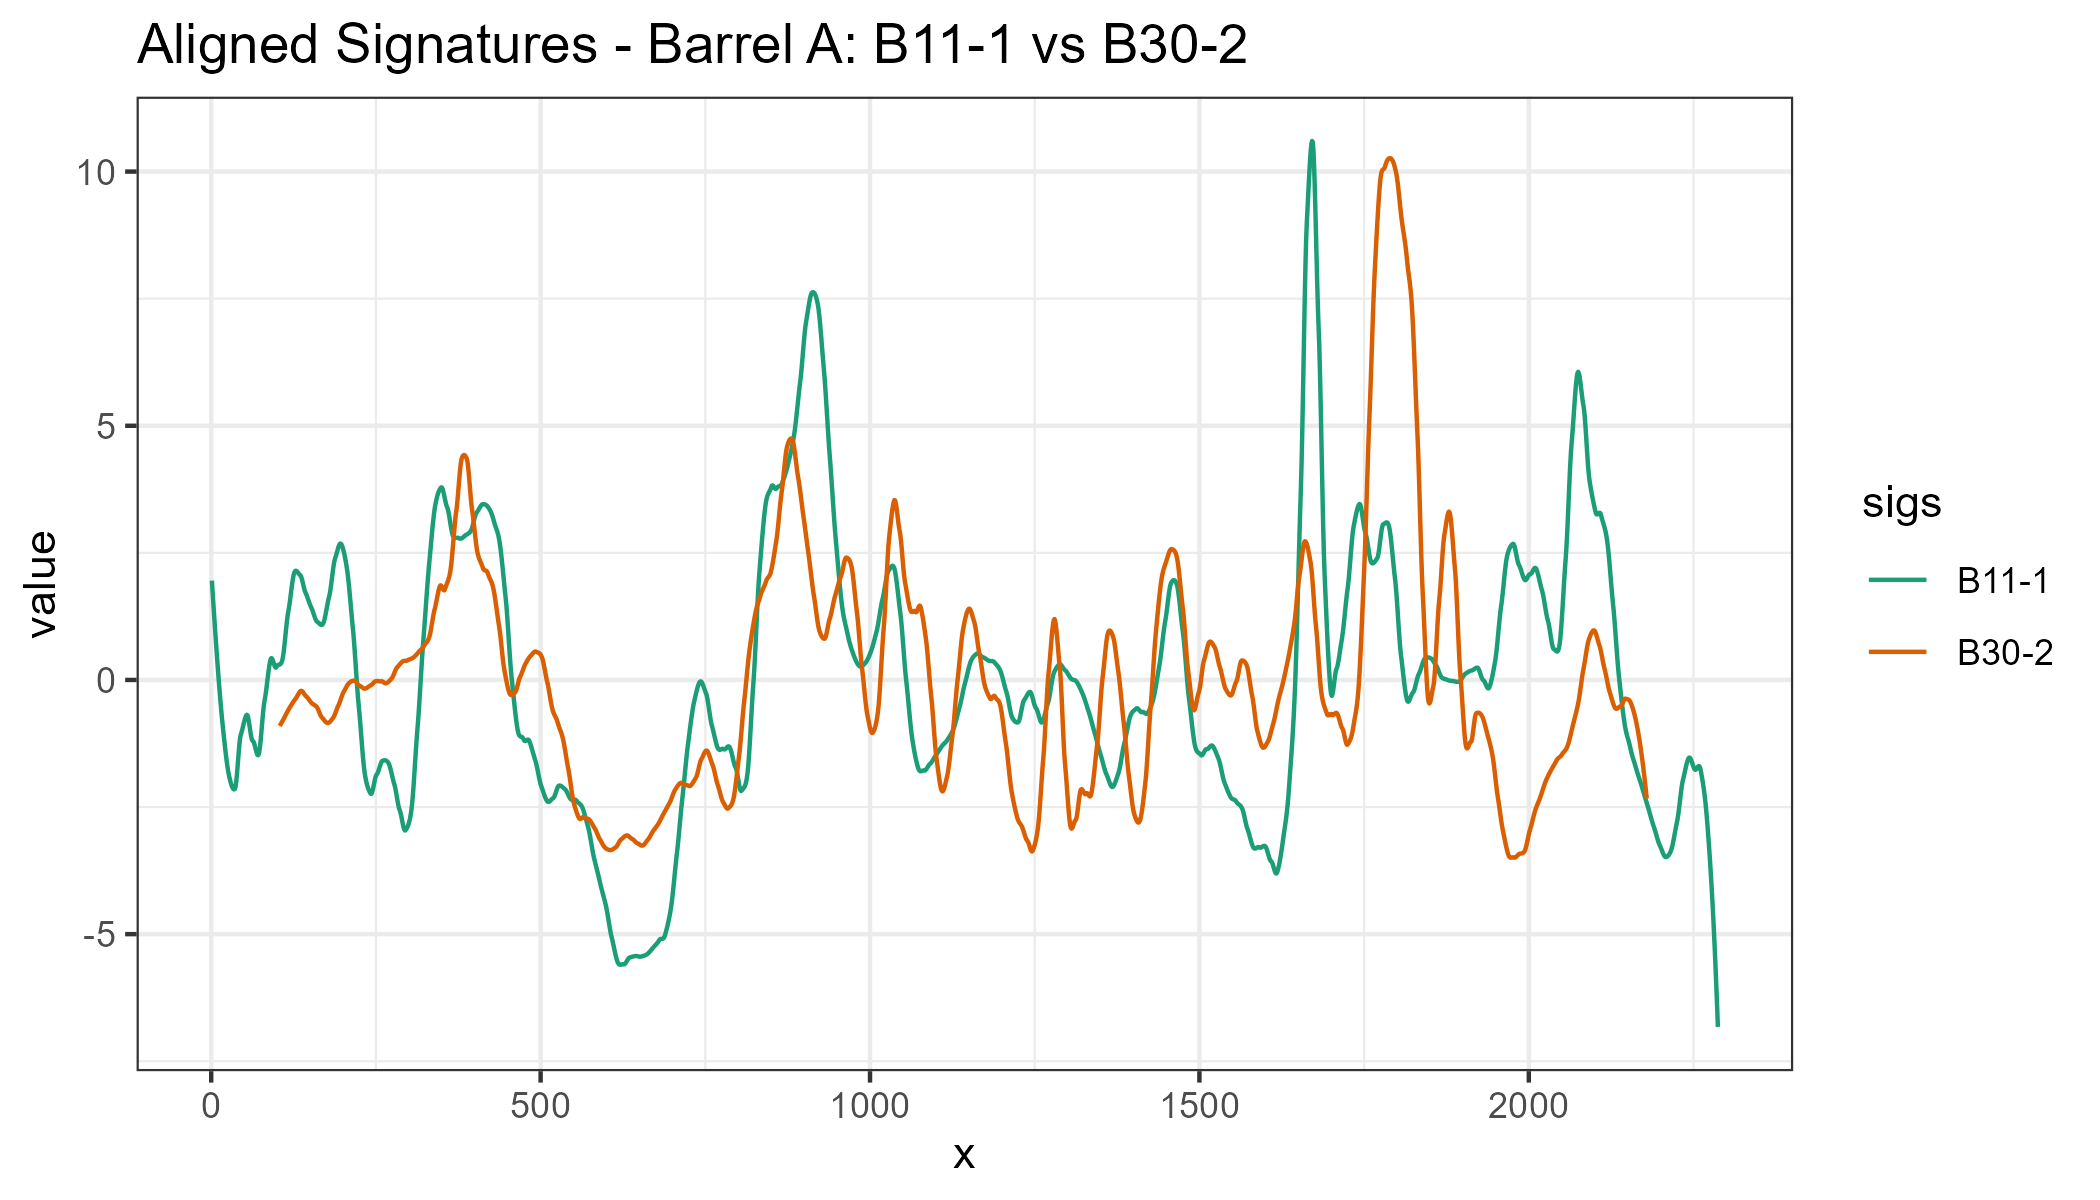 Aligned Signatures - Barrel A: B11-1 vs B30-2
value
10
5
0
-5
0 500 1000 1500 2000
x
sigs
B11-1
B30-2